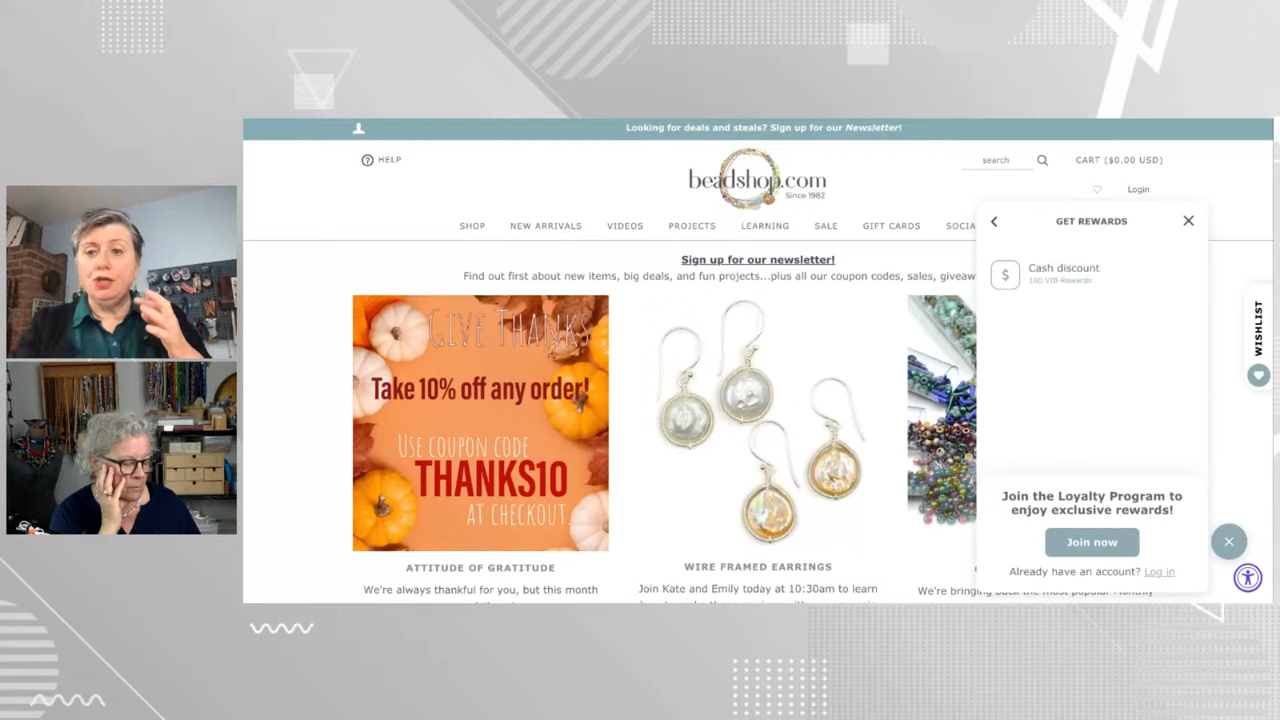 Looking for deals and steals? Sign up for our Newsletter!
HELP
beadshop.com
Since 1982
search
CART ($0.00 USD)
Login
SHOP NEW ARRIVALS VIDEOS PROJECTS LEARNING SALE GIFT CARDS SOCIA
Sign up for our newsletter!
Find out first about new items, big deals, and fun projects...plus all our coupon codes, sales, giveaw
GIVE THANKS
Take 10% off any order!
USE COUPON CODE
THANKS10
AT CHECKOUT.
ATTITUDE OF GRATITUDE
We're always thankful for you, but this month
WIRE FRAMED EARRINGS
Join Kate and Emily today at 10:30am to learn
We're bringing back the most popular Monthly
GET REWARDS
Cash discount
100 VIB Rewards
Join the Loyalty Program to
enjoy exclusive rewards!
Join now
Already have an account? Log in
WISHLIST